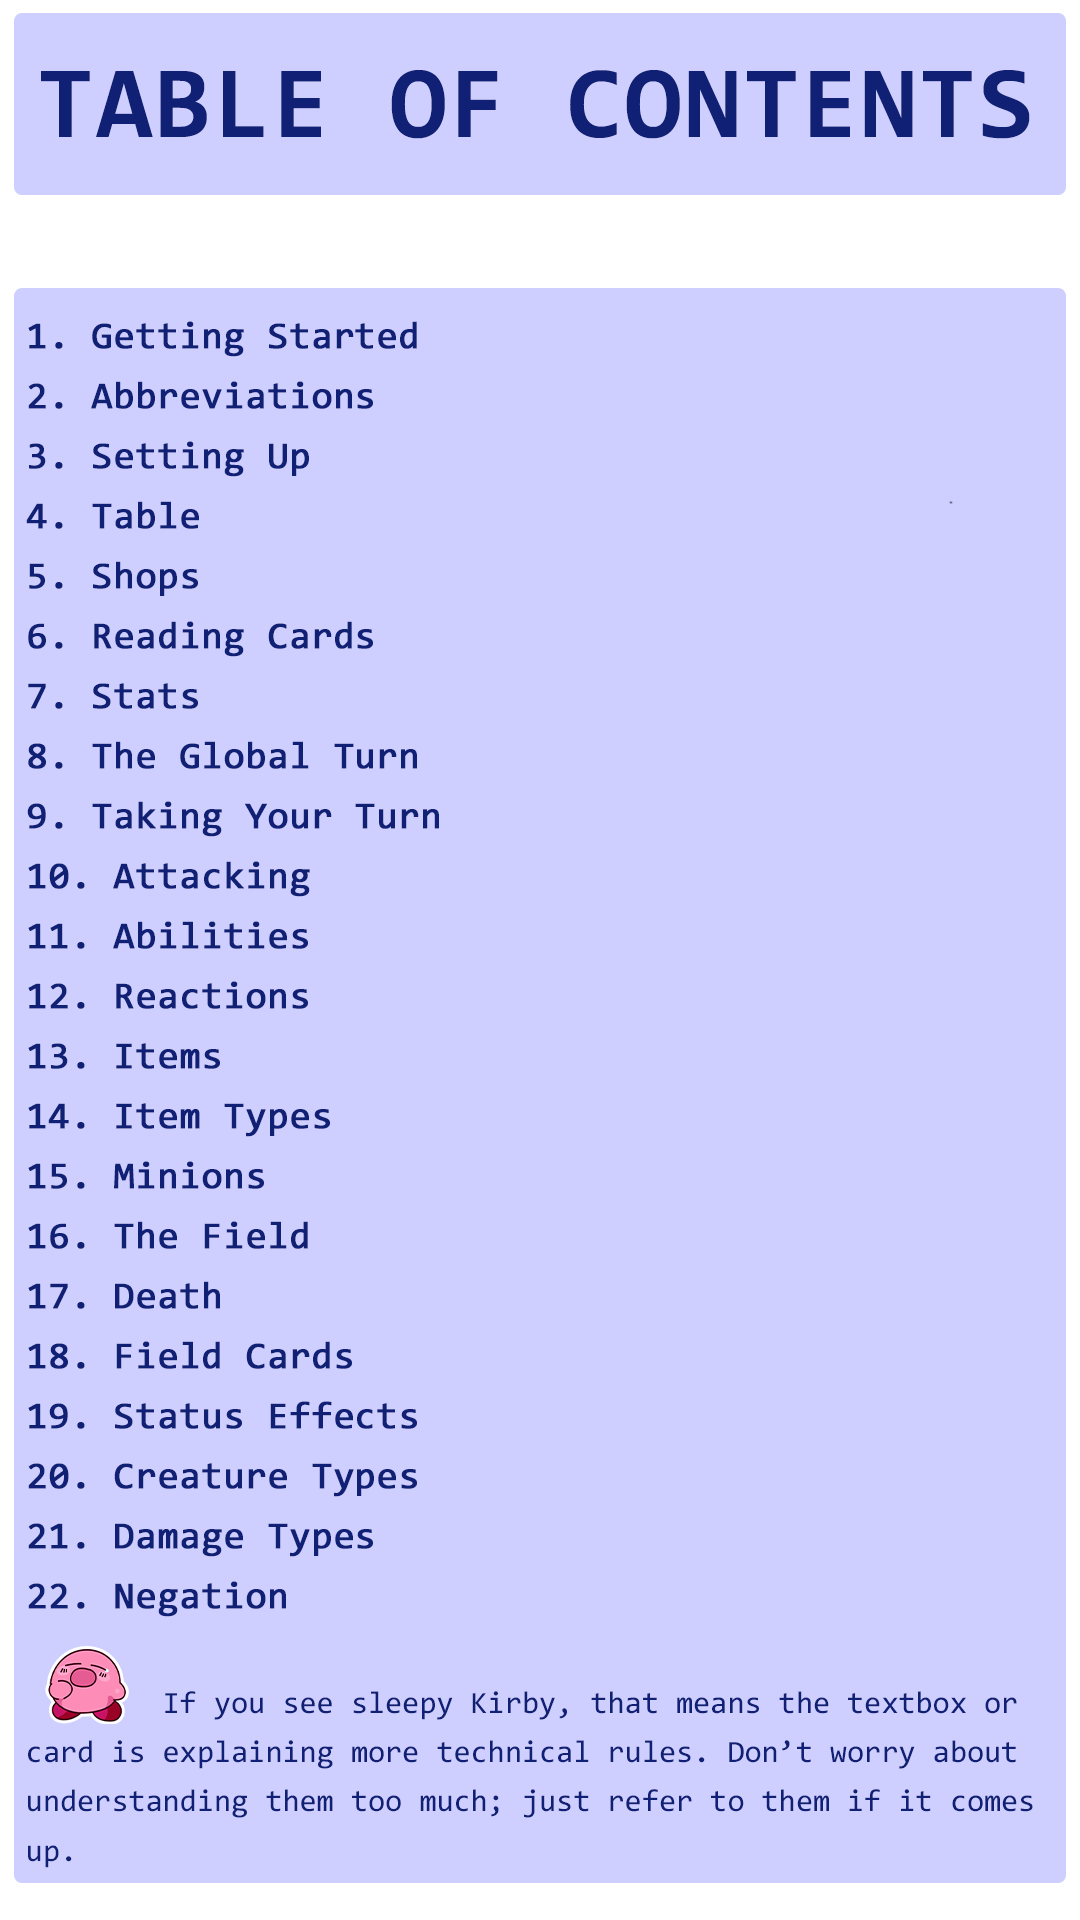 TABLE OF CONTENTS
1. Getting Started
2. Abbreviations
3. Setting Up
4. Table
5. Shops
6. Reading Cards
7. Stats
8. The Global Turn
9. Taking Your Turn
10. Attacking
11. Abilities
12. Reactions
13. Items
14. Item Types
15. Minions
16. The Field
17. Death
18. Field Cards
19. Status Effects
20. Creature Types
21. Damage Types
22. Negation
If you see sleepy Kirby, that means the textbox or
card is explaining more technical rules. Don’t worry about
understanding them too much; just refer to them if it comes
up.